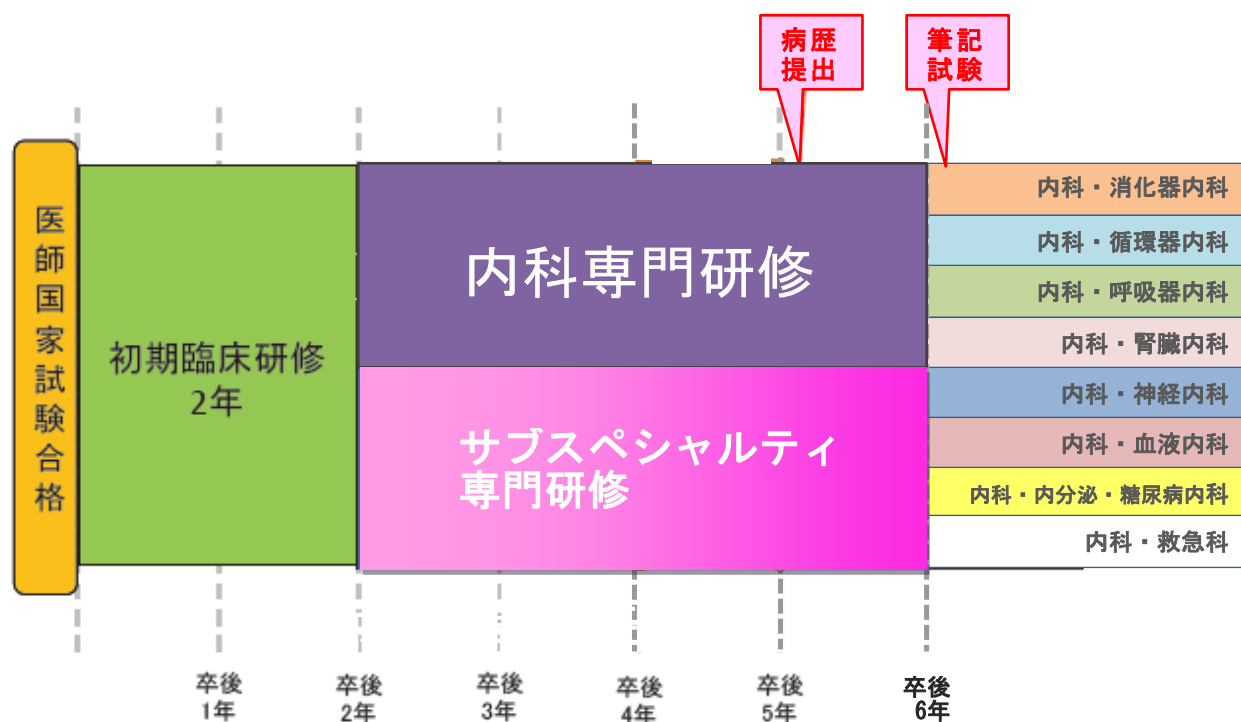 病歴
提出
筆記
試験
医師国家試験合格
初期臨床研修
2年
内科専門研修
サブスペシャルティ
専門研修
内科・消化器内科
内科・循環器内科
内科・呼吸器内科
内科・腎臓内科
内科・神経内科
内科・血液内科
内科・内分泌・糖尿病内科
内科・救急科
卒後
1年
卒後
2年
卒後
3年
卒後
4年
卒後
5年
卒後
6年